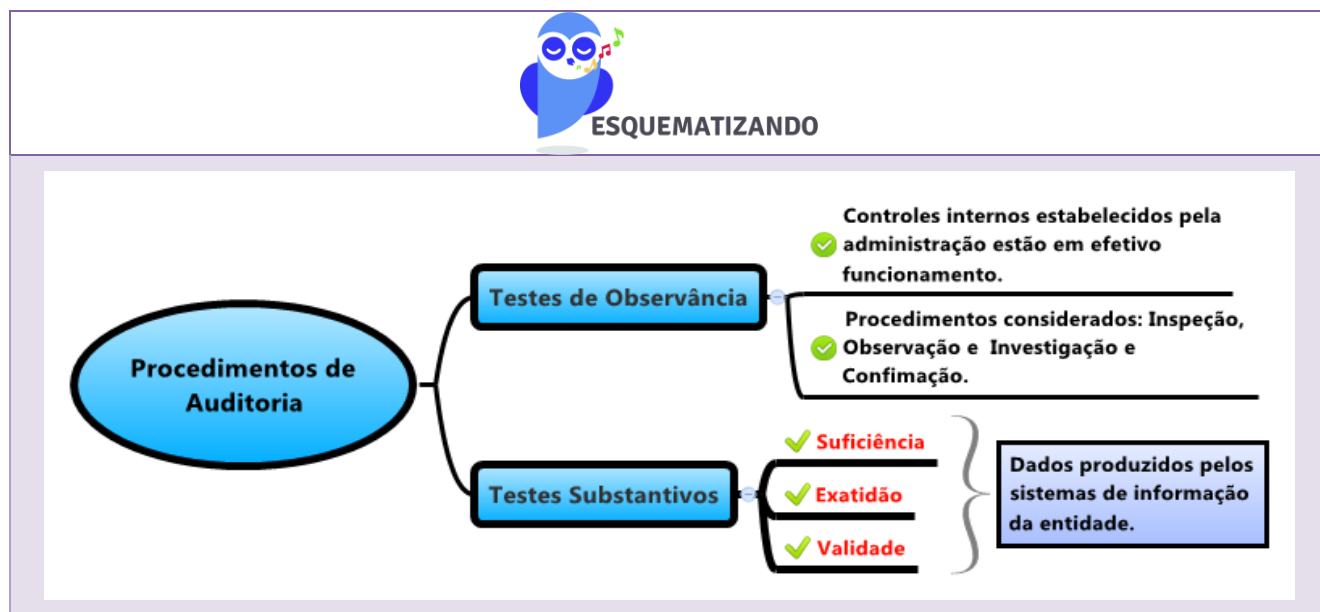 ESQUEMATIZANDO
Procedimentos de
Auditoria
Testes de Observância
Controles internos estabelecidos pela
administração estão em efetivo
funcionamento.
Procedimentos considerados: Inspeção,
Observação e Investigação e
Confimação.
Testes Substantivos
Suficiência
Exatidão
Validade
Dados produzidos pelos
sistemas de informação
da entidade.